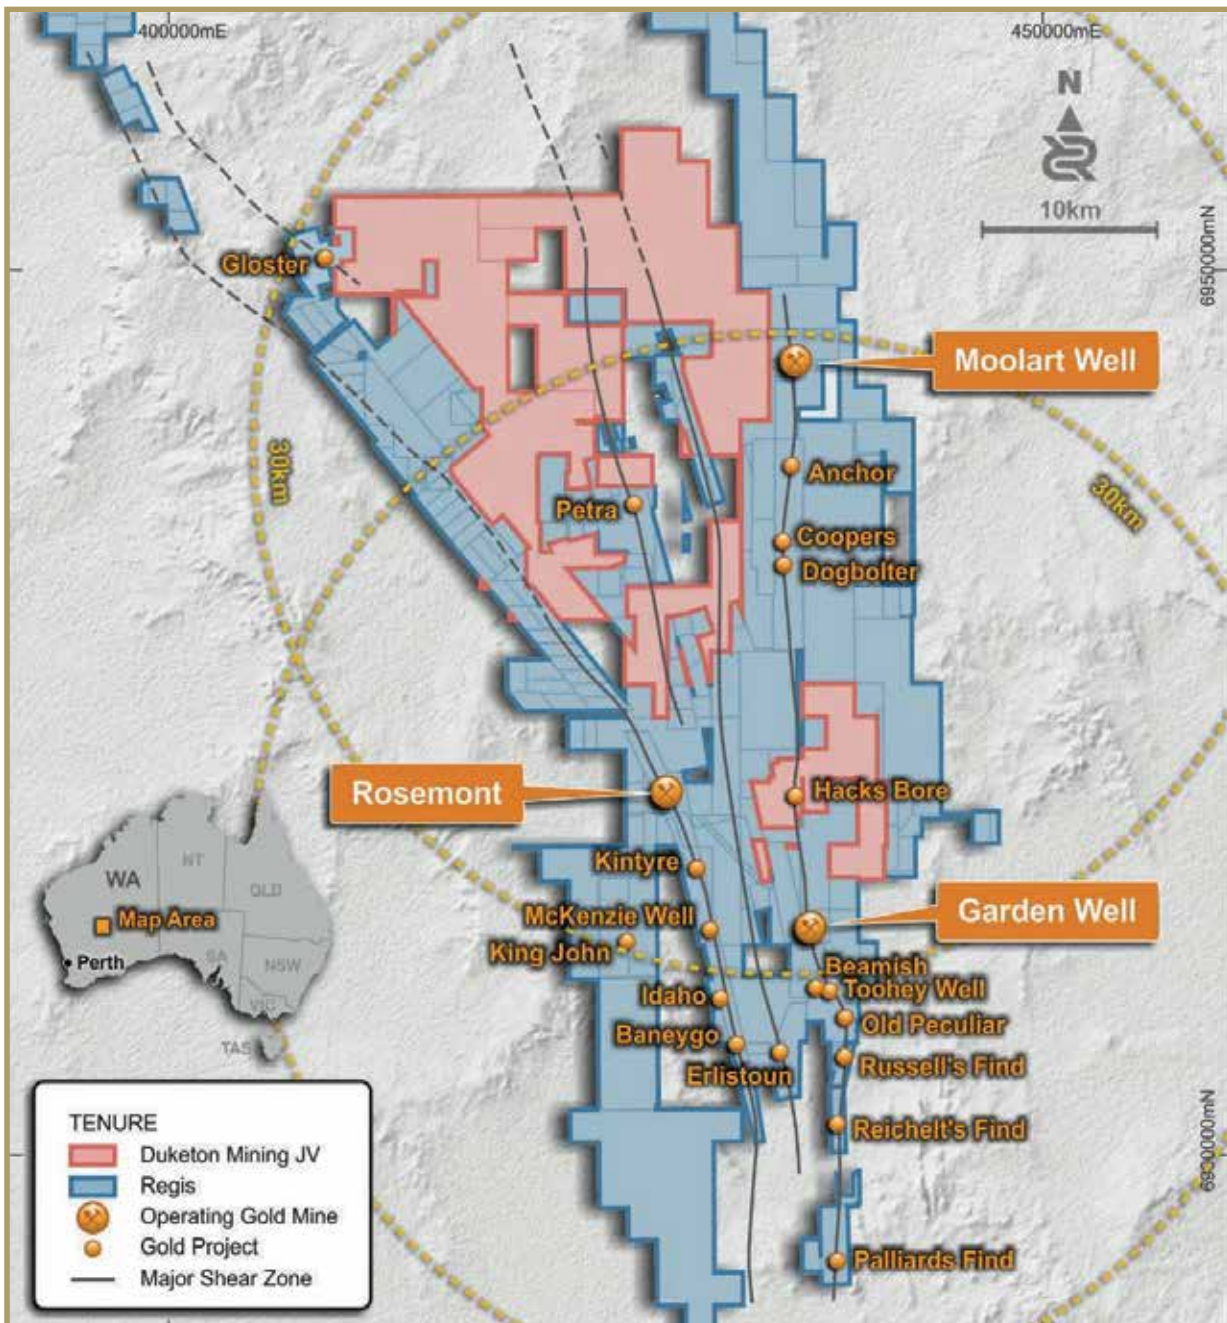 400000mE
450000mE
N
10km
6950000mN
Gloster
Moolart Well
30km
30km
Anchor
Petra
Coopers
Dogbolter
Rosemont
Hacks Bore
Kintyre
Garden Well
McKenzie Well
King John
Beamish
Toohey Well
Idaho
Old Peculiar
Baneygo
Russell's Find
Erlistoun
Reichelt's Find
6900000mN
Palliards Find
WA
NT
QLD
Map Area
SA
Perth
NSW
VIC
TAS
TENURE
Duketon Mining JV
Regis
Operating Gold Mine
Gold Project
Major Shear Zone